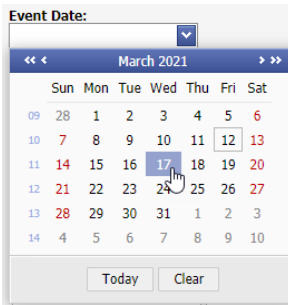 Event Date:
<< < March 2021 > >>
Sun Mon Tue Wed Thu Fri Sat
09 28 1 2 3 4 5 6
10 7 8 9 10 11 12 13
11 14 15 16 17 18 19 20
12 21 22 23 24 25 26 27
13 28 29 30 31 1 2 3
14 4 5 6 7 8 9 10
Today Clear